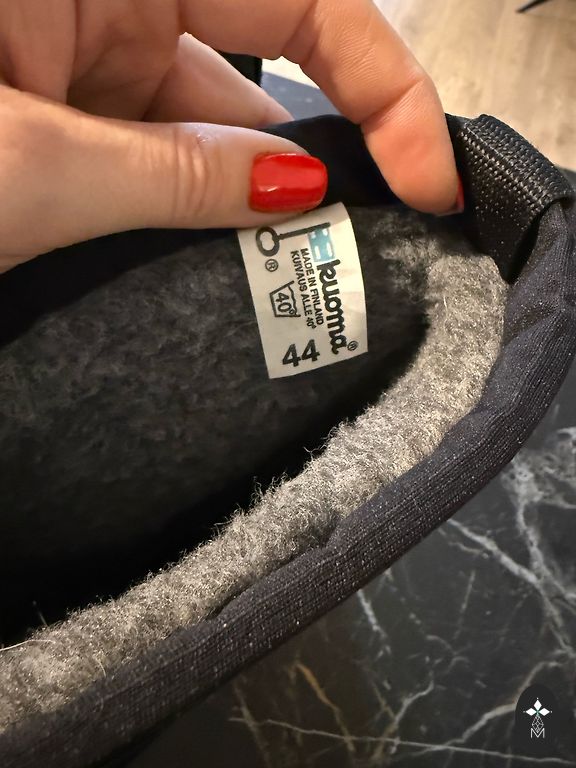 kuoma®
MADE IN FINLAND
KUIVAUS ALLE 40°
®
40°
44
M